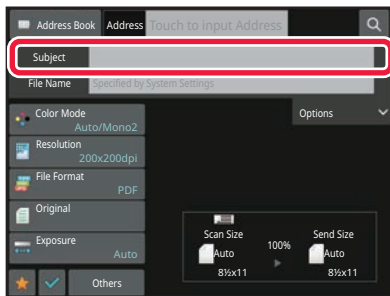 Address Book Address Touch to input Address
Subject
File Name Specified by System Settings
Color Mode
Auto/Mono2
Options
Resolution
200x200dpi
File Format
PDF
Original
Exposure
Auto
Scan Size
Send Size
100%
Auto
Auto
8½x11
8½x11
Others